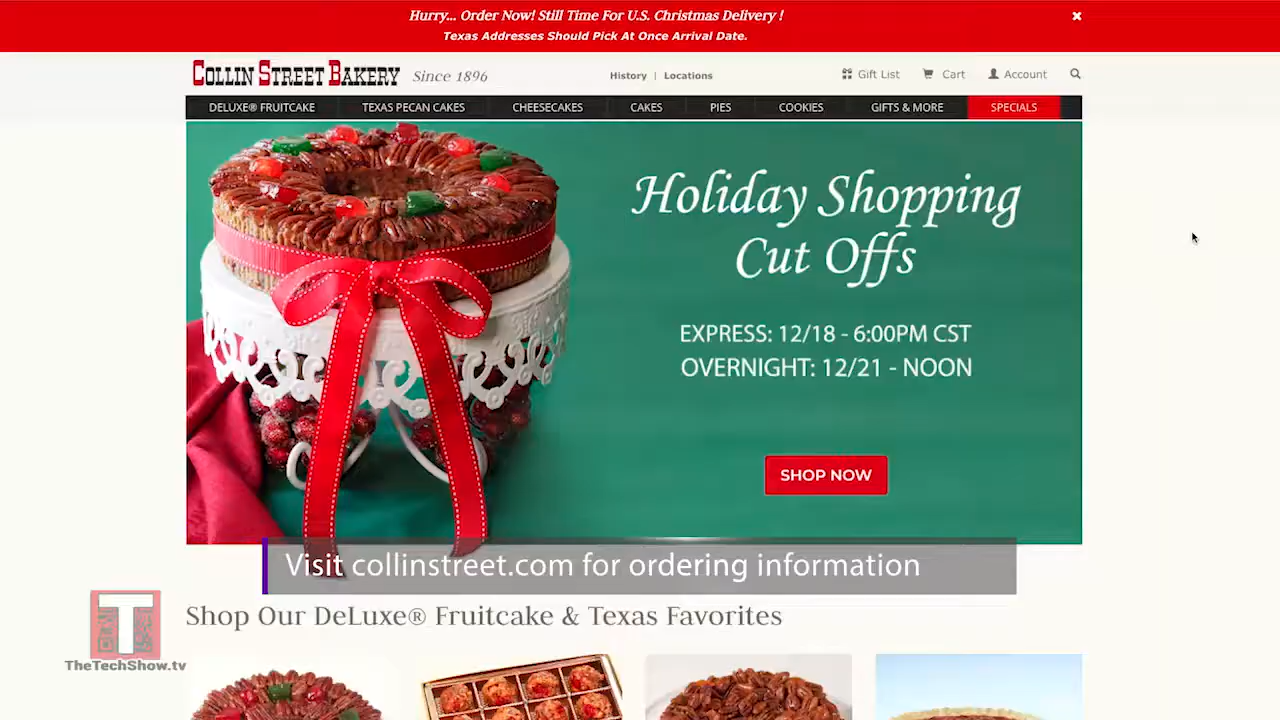 Hurry... Order Now! Still Time For U.S. Christmas Delivery !
Texas Addresses Should Pick At Once Arrival Date.
COLLIN STREET BAKERY Since 1896
History | Locations
Gift List Cart Account
DELUXE® FRUITCAKE TEXAS PECAN CAKES CHEESECAKES CAKES PIES COOKIES GIFTS & MORE SPECIALS
Holiday Shopping
Cut Offs
EXPRESS: 12/18 - 6:00PM CST
OVERNIGHT: 12/21 - NOON
SHOP NOW
Visit collinstreet.com for ordering information
Shop Our DeLuxe® Fruitcake & Texas Favorites
T
TheTechShow.tv